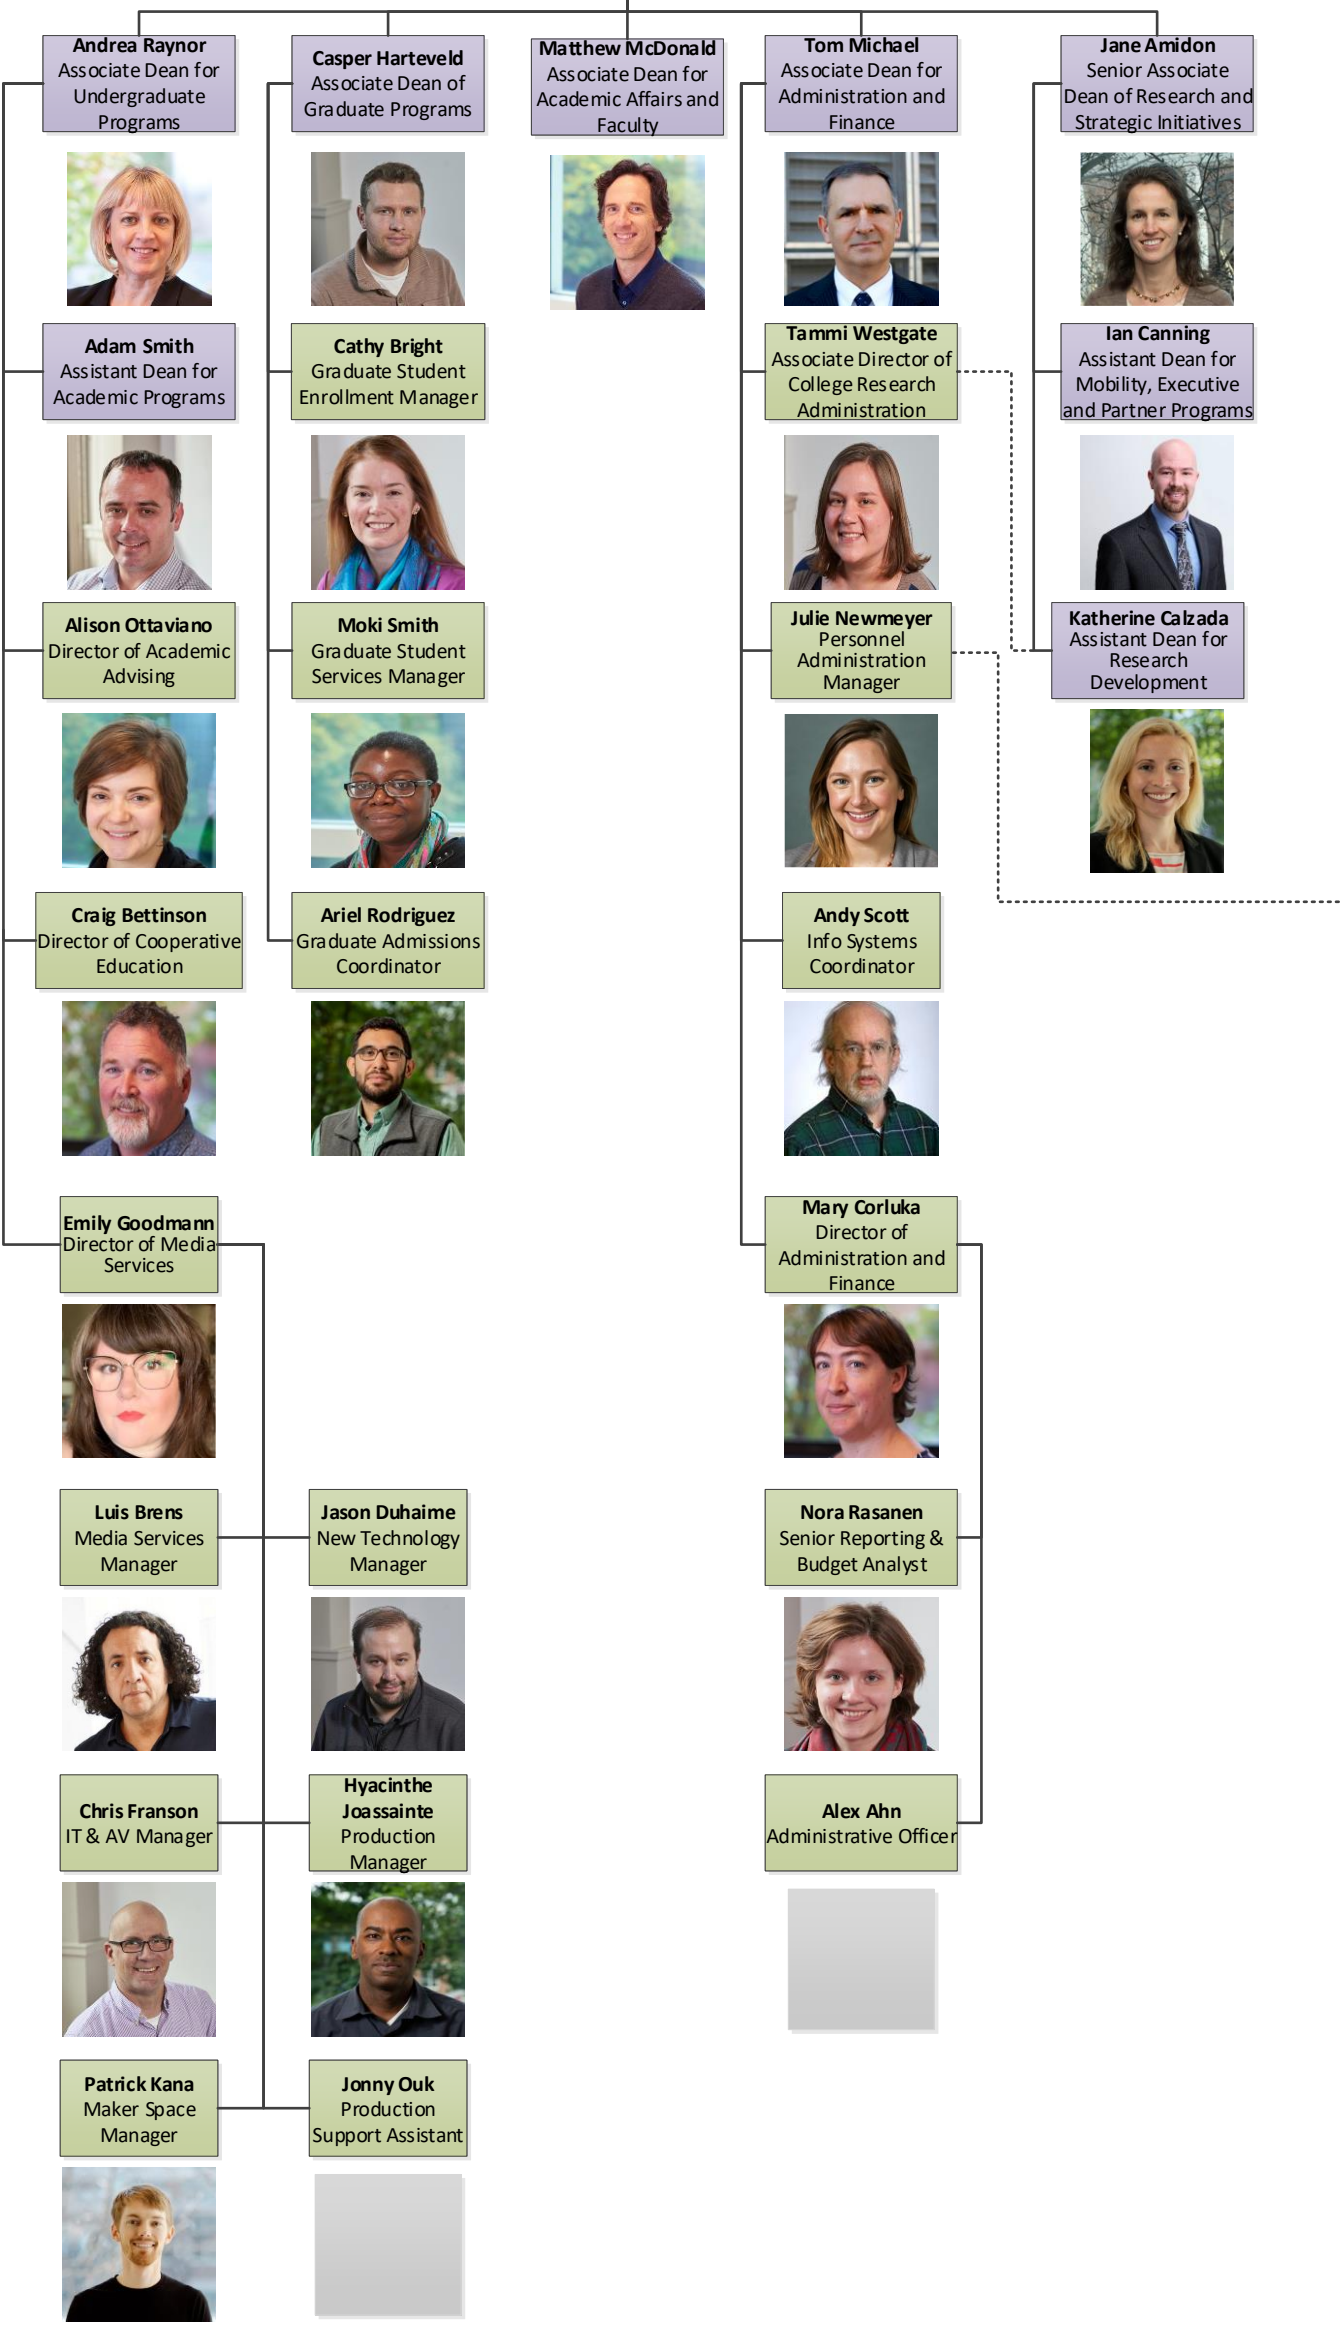 Andrea Raynor
Associate Dean for
Undergraduate
Programs
Casper Harteveld
Associate Dean of
Graduate Programs
Matthew McDonald
Associate Dean for
Academic Affairs and
Faculty
Tom Michael
Associate Dean for
Administration and
Finance
Jane Amidon
Senior Associate
Dean of Research and
Strategic Initiatives
Adam Smith
Assistant Dean for
Academic Programs
Cathy Bright
Graduate Student
Enrollment Manager
Tammi Westgate
Associate Director of
College Research
Administration
Ian Canning
Assistant Dean for
Mobility, Executive
and Partner Programs
Alison Ottaviano
Director of Academic
Advising
Moki Smith
Graduate Student
Services Manager
Julie Newmeyer
Personnel
Administration
Manager
Katherine Calzada
Assistant Dean for
Research
Development
Craig Bettinson
Director of Cooperative
Education
Ariel Rodriguez
Graduate Admissions
Coordinator
Andy Scott
Info Systems
Coordinator
Emily Goodmann
Director of Media
Services
Mary Corluka
Director of
Administration and
Finance
Luis Brens
Media Services
Manager
Jason Duhaime
New Technology
Manager
Nora Rasanen
Senior Reporting &
Budget Analyst
Chris Franson
IT & AV Manager
Hyacinthe
Joassainte
Production
Manager
Alex Ahn
Administrative Officer
Patrick Kana
Maker Space
Manager
Jonny Ouk
Production
Support Assistant